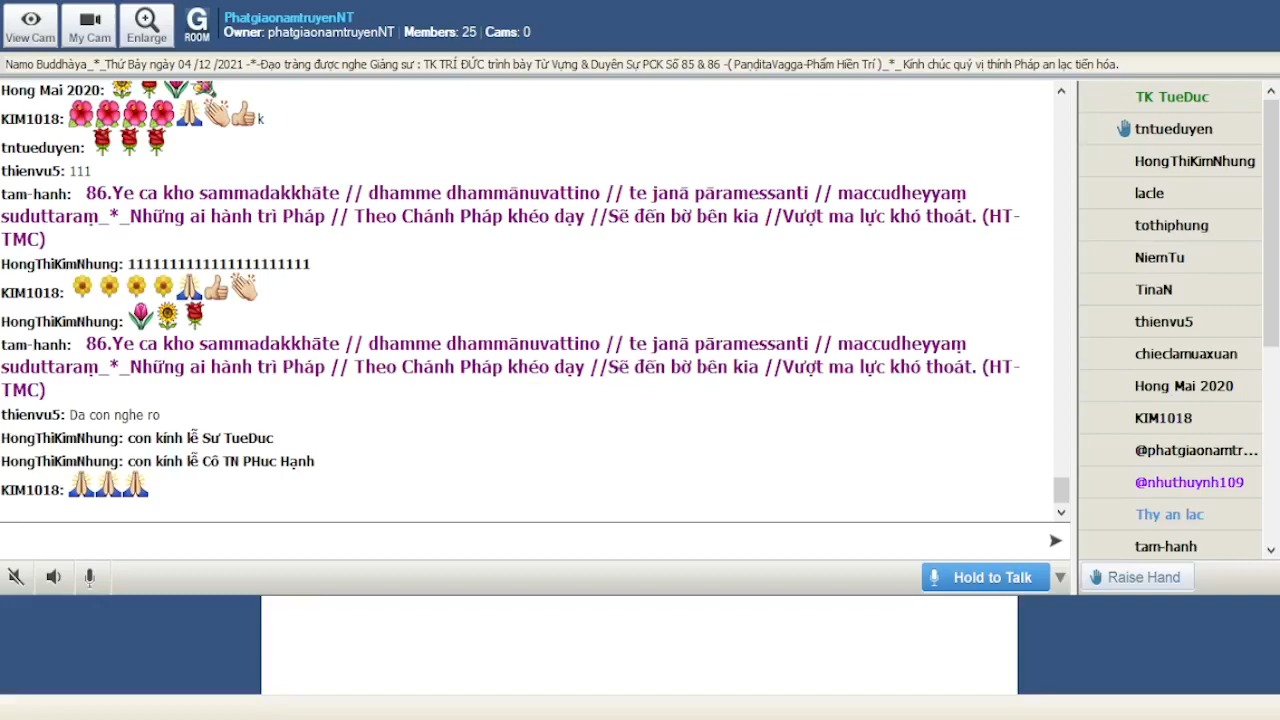 View Cam
My Cam
Enlarge
G
ROOM
PhatgiaonamtruyenNT
Owner: phatgiaonamtruyenNT | Members: 25 | Cams: 0
Namo Buddhàya_*_Thứ Bảy ngày 04 /12 /2021 -*-Đạo tràng được nghe Giảng sư : TK TRÍ ĐỨC trình bày Từ Vựng & Duyên Sự PCK Số 85 & 86 -( PaṇḍitaVagga-Phẩm Hiền Trí )_*_ Kính chúc quý vị thính Pháp an lạc tiến hóa.
Hong Mai 2020:
KIM1018: k
tntueduyen:
thienvu5: 111
tam-hanh: 86.Ye ca kho sammadakkhāte // dhamme dhammānuvattino // te janā pāramessanti // maccudheyyaṃ
suduttaraṃ_*_Những ai hành trì Pháp // Theo Chánh Pháp khéo dạy //Sẽ đến bờ bên kia //Vượt ma lực khó thoát. (HT-
TMC)
HongThiKimNhung: 1111111111111111111111
KIM1018:
HongThiKimNhung:
tam-hanh: 86.Ye ca kho sammadakkhāte // dhamme dhammānuvattino // te janā pāramessanti // maccudheyyaṃ
suduttaraṃ_*_Những ai hành trì Pháp // Theo Chánh Pháp khéo dạy //Sẽ đến bờ bên kia //Vượt ma lực khó thoát. (HT-
TMC)
thienvu5: Da con nghe ro
HongThiKimNhung: con kính lễ Sư TueDuc
HongThiKimNhung: con kính lễ Cô TN PHuc Hạnh
KIM1018:
Hold to Talk
TK TueDuc
tntueduyen
HongThiKimNhung
lacle
tothiphung
NiemTu
TinaN
thienvu5
chieclamuaxuan
Hong Mai 2020
KIM1018
@phatgiaonamtr...
@nhuthuynh109
Thy an lac
tam-hanh
Raise Hand